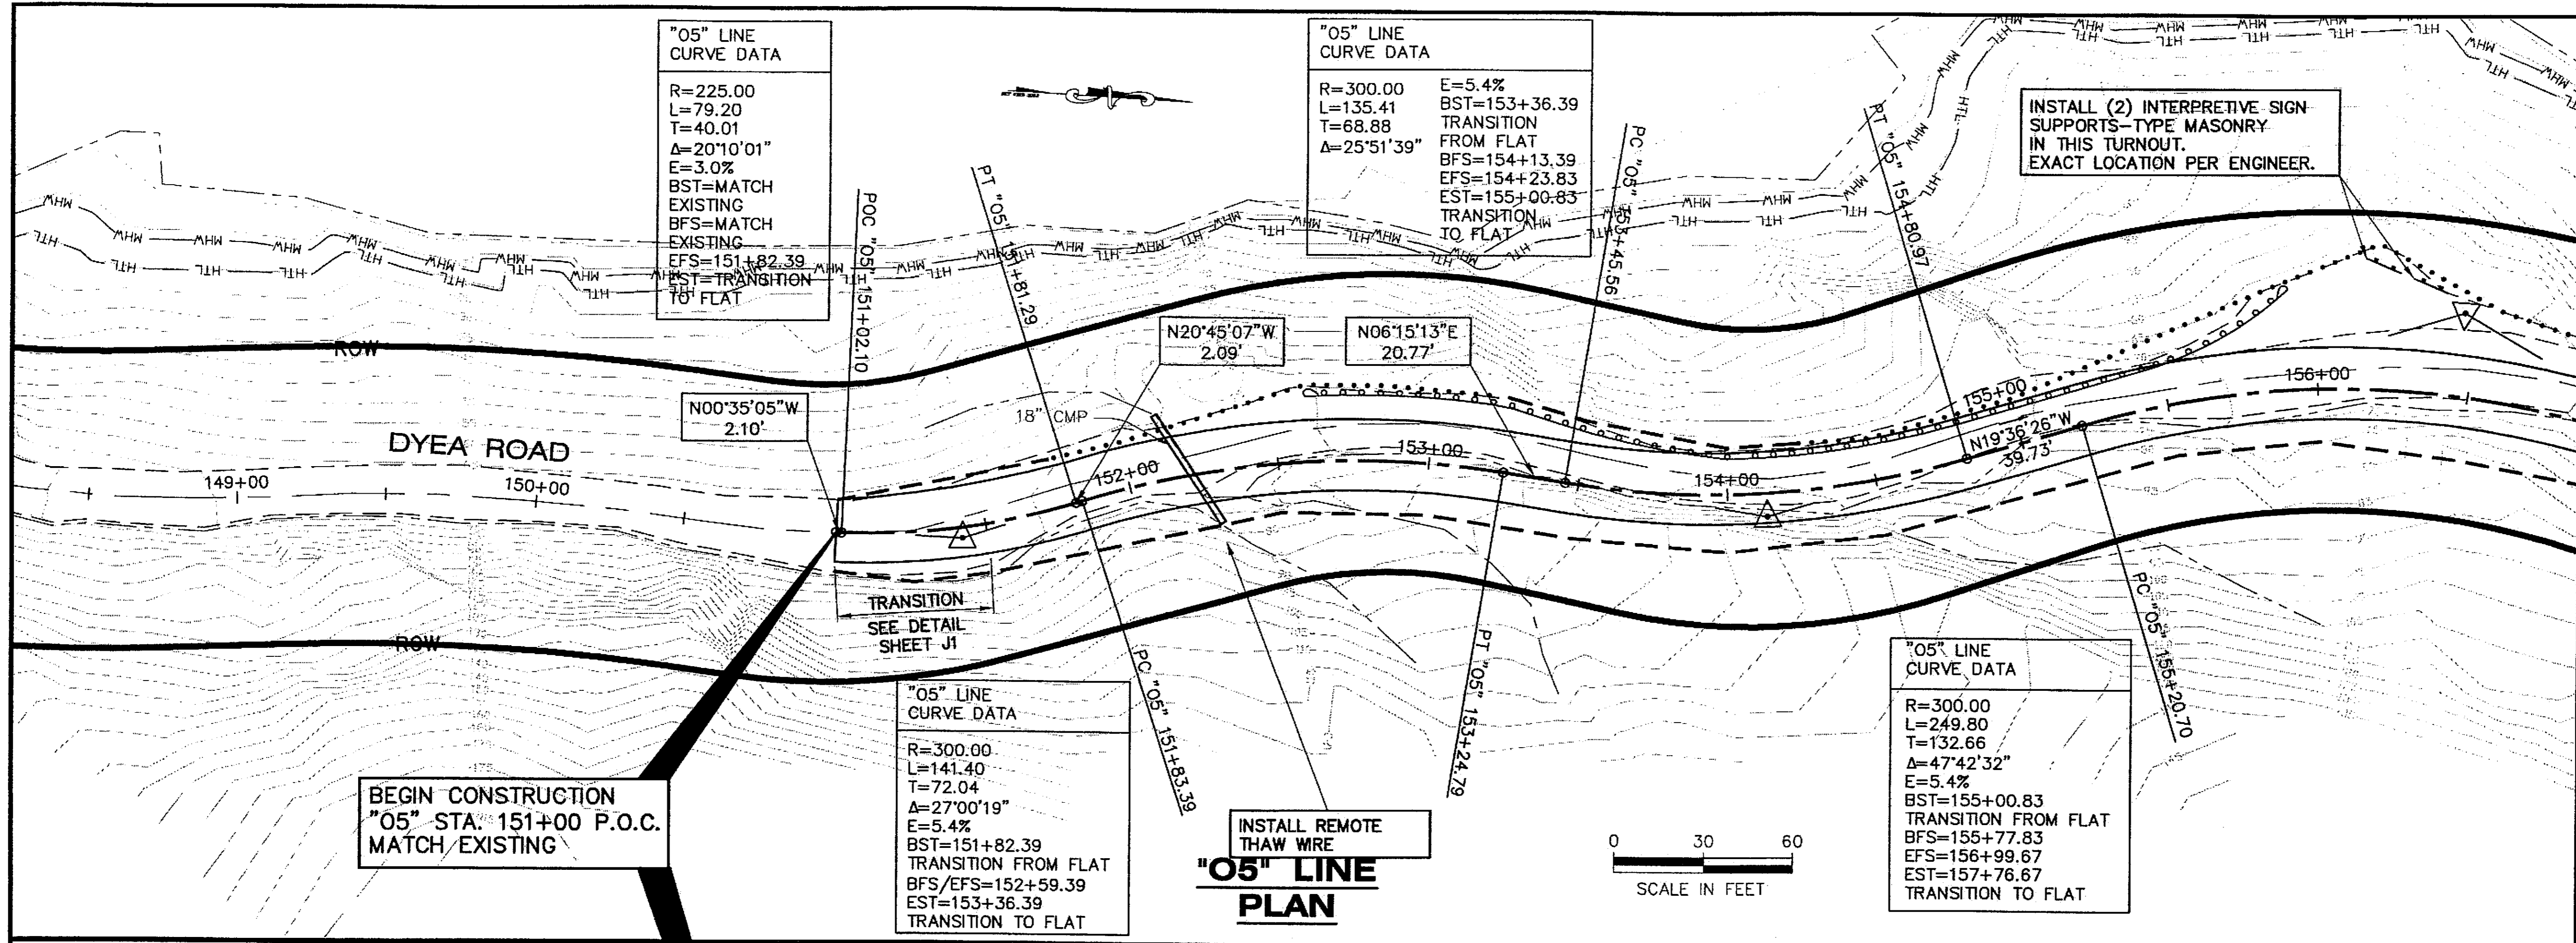 "O5" LINE
CURVE DATA
R=225.00
L=79.20
T=40.01
Δ=20°10'01"
E=3.0%
BST=MATCH
EXISTING
BFS=MATCH
EXISTING
EFS=151+82.39
EST=TRANSITION
TO FLAT
"O5" LINE
CURVE DATA
R=300.00
L=135.41
T=68.88
Δ=25°51'39"
E=5.4%
BST=153+36.39
TRANSITION
FROM FLAT
BFS=154+13.39
EFS=154+23.83
EST=155+00.83
TRANSITION
TO FLAT
INSTALL (2) INTERPRETIVE SIGN
SUPPORTS-TYPE MASONRY
IN THIS TURNOUT.
EXACT LOCATION PER ENGINEER.
POC "O5" 151+02.10
PT "O5" 151+81.29
PC "O5" 153+45.56
PT "O5" 154+80.97
MHW
HTL
ROW
N00°35'05"W
2.10'
N20°45'07"W
2.09'
N06°15'13"E
20.77'
18" CMP
DYEA ROAD
149+00
150+00
152+00
153+00
154+00
155+00
156+00
N19°36'26"W
39.73'
TRANSITION
SEE DETAIL
SHEET J1
ROW
PC "O5" 151+83.39
PT "O5" 153+24.79
PC "O5" 155+20.70
BEGIN CONSTRUCTION
"O5" STA. 151+00 P.O.C.
MATCH EXISTING
"O5" LINE
CURVE DATA
R=300.00
L=141.40
T=72.04
Δ=27°00'19"
E=5.4%
BST=151+82.39
TRANSITION FROM FLAT
BFS/EFS=152+59.39
EST=153+36.39
TRANSITION TO FLAT
INSTALL REMOTE
THAW WIRE
"O5" LINE
PLAN
0 30 60
SCALE IN FEET
"O5" LINE
CURVE DATA
R=300.00
L=249.80
T=132.66
Δ=47°42'32"
E=5.4%
BST=155+00.83
TRANSITION FROM FLAT
BFS=155+77.83
EFS=156+99.67
EST=157+76.67
TRANSITION TO FLAT